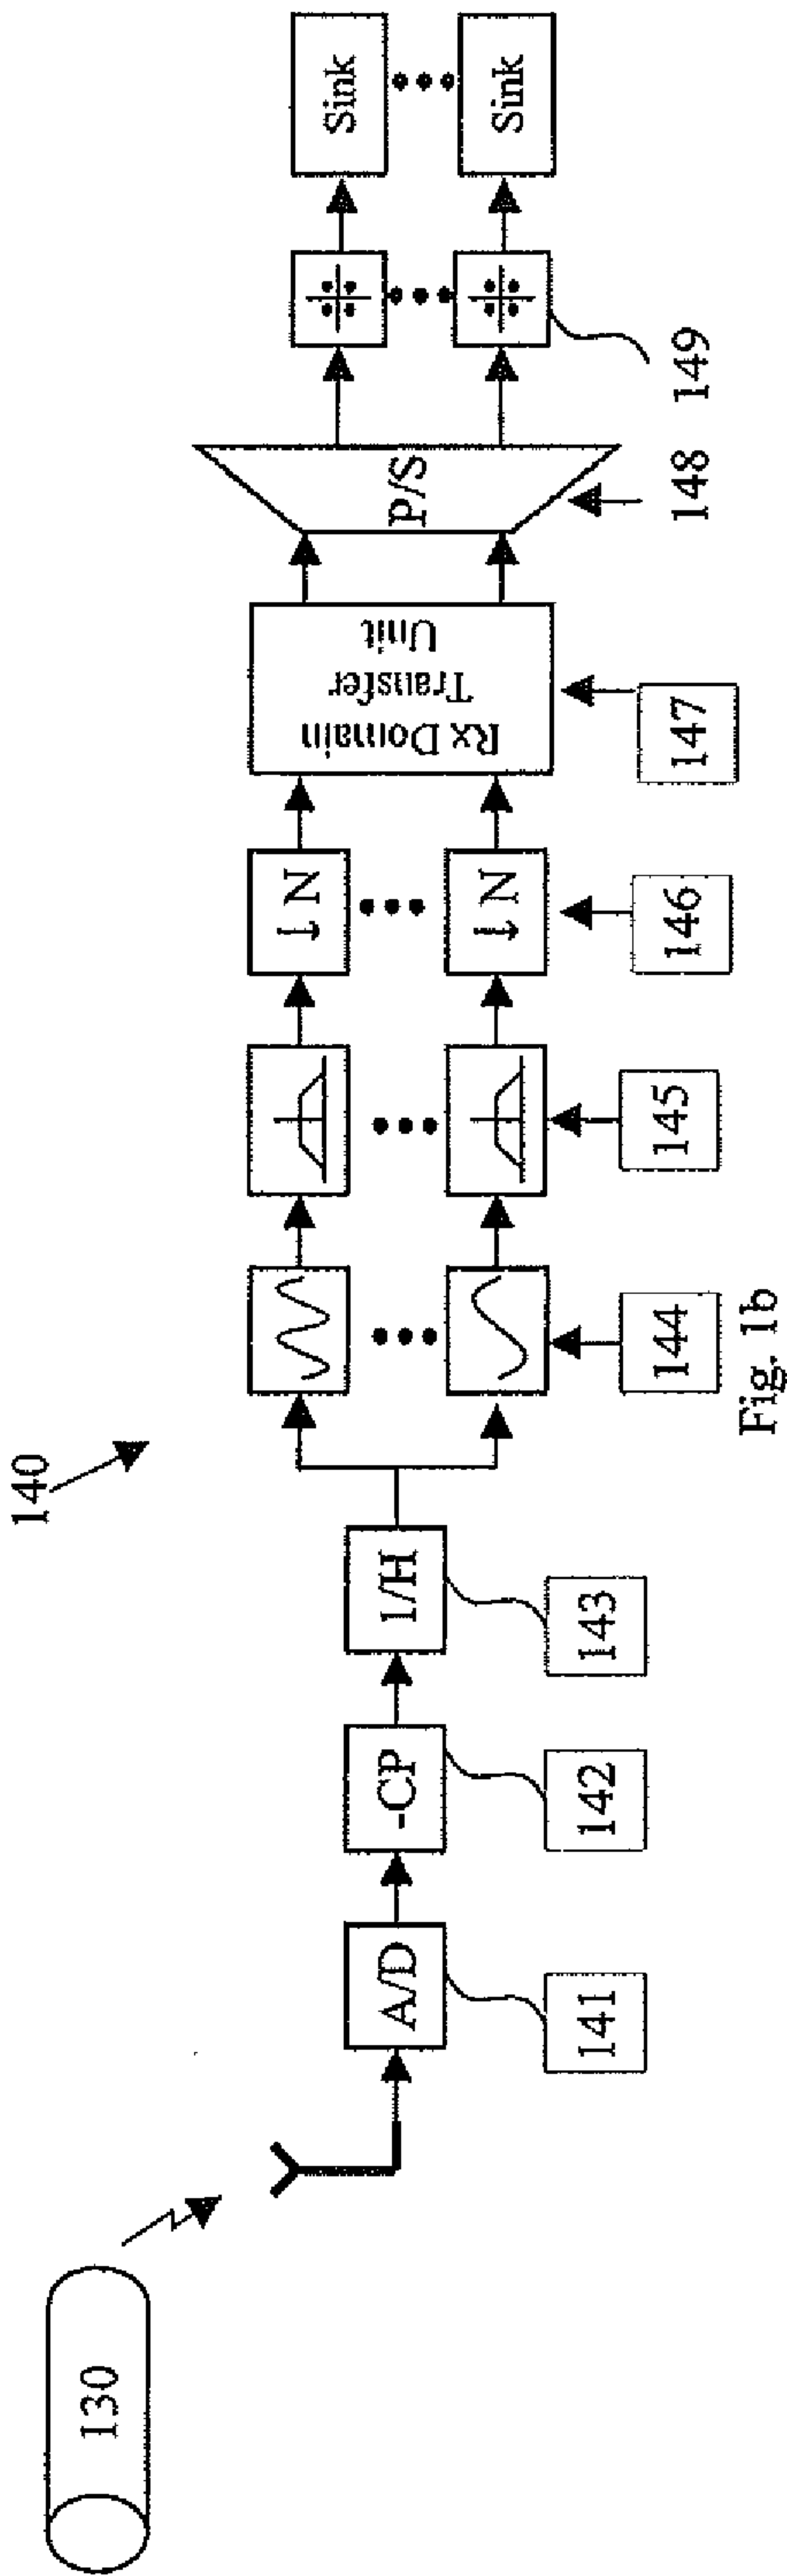 140
130
A/D
-CP
1/H
↓N
↓N
Rx Domain
Transfer
Unit
P/S
Sink
Sink
141
142
143
144
145
146
147
148
149
Fig. 1b